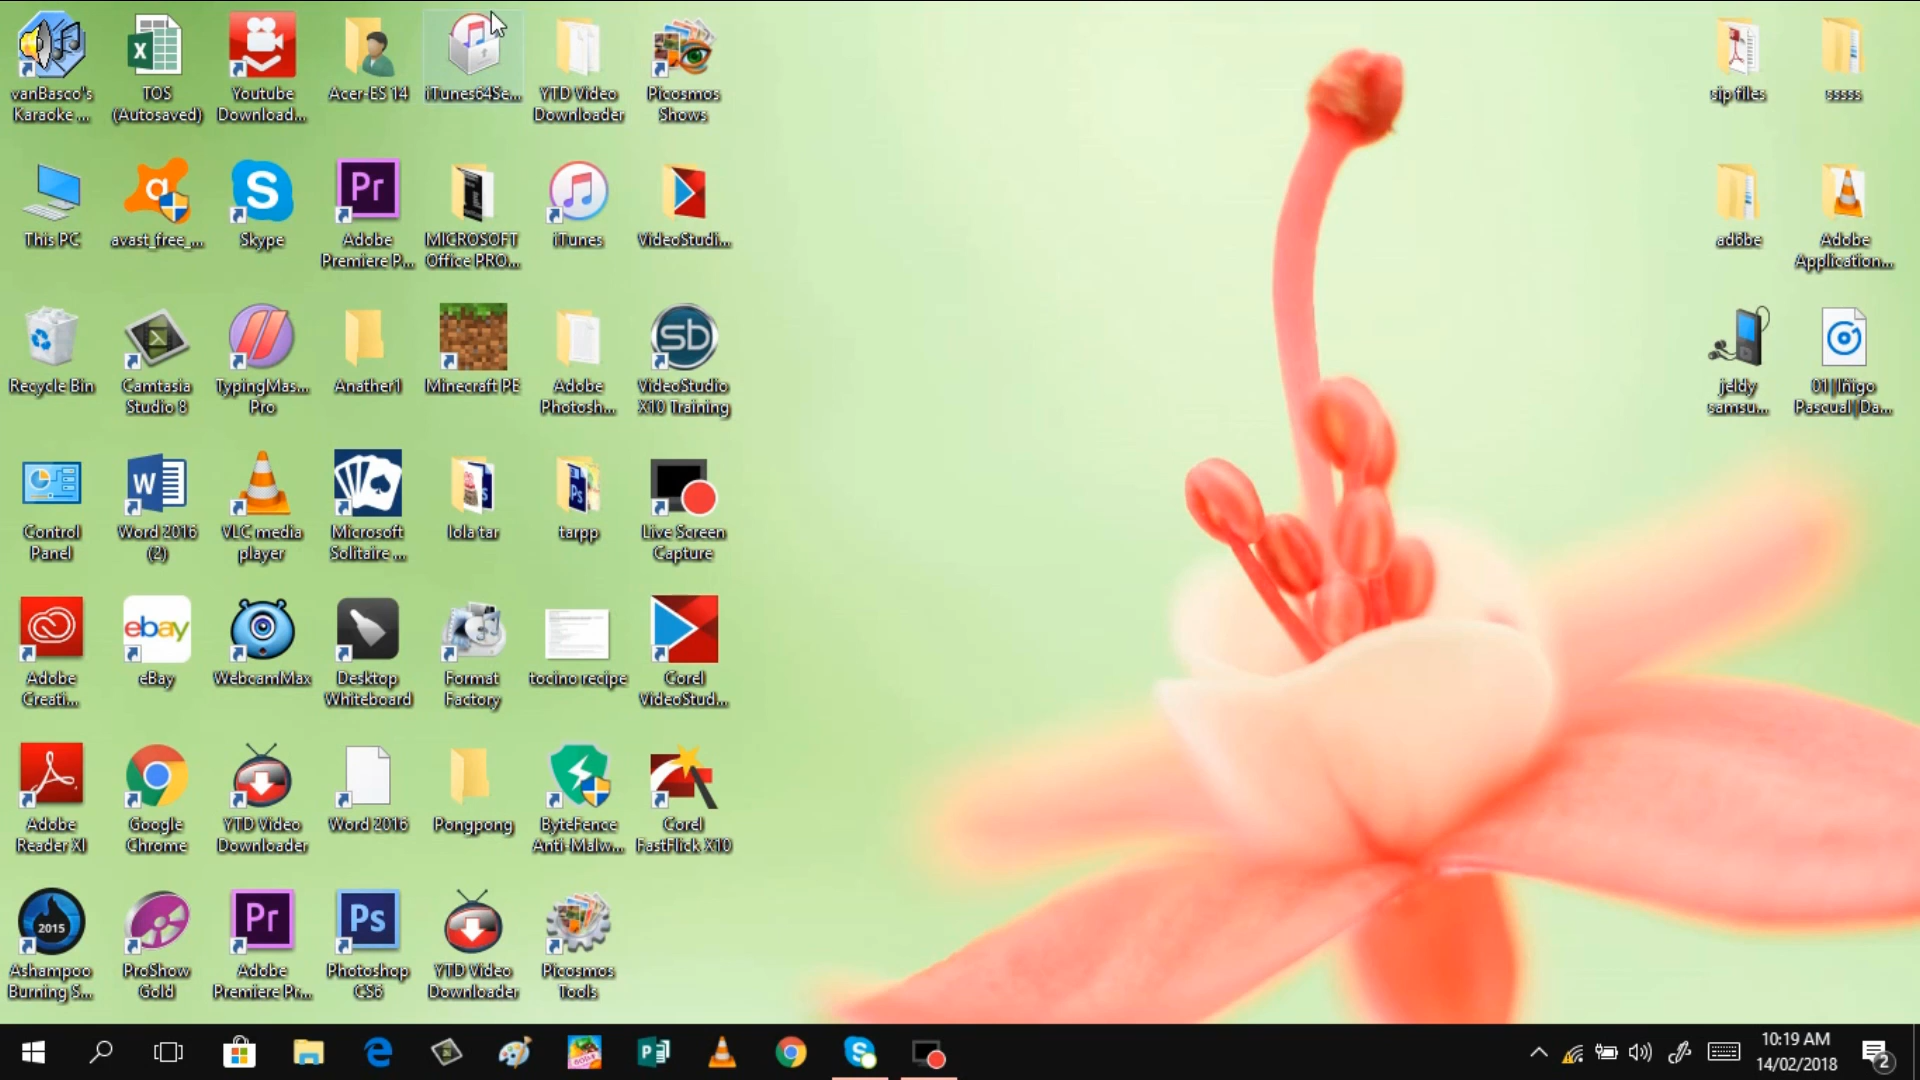 vanBasco's
Karaoke ...
TOS
(Autosaved)
Youtube
Download...
Acer-ES 14
iTunes64Se...
YTD Video
Downloader
Picosmos
Shows
sip files
sssss
This PC
avast_free_...
Skype
Adobe
Premiere P...
MICROSOFT
Office PRO...
iTunes
VideoStudi...
adobe
Adobe
Application...
Recycle Bin
Camtasia
Studio 8
TypingMas...
Pro
Anather1
Minecraft PE
Adobe
Photosh...
VideoStudio
X10 Training
jeldy
samsu...
01 Iñigo
Pascual Da...
Control
Panel
Word 2016
(2)
VLC media
player
Microsoft
Solitaire ...
lola tar
tarpp
Live Screen
Capture
Adobe
Creati...
ebay
eBay
WebcamMax
Desktop
Whiteboard
Format
Factory
tocino recipe
Corel
VideoStud...
Adobe
Reader XI
Google
Chrome
YTD Video
Downloader
Word 2016
Pongpong
ByteFence
Anti-Malw...
Corel
FastFlick X10
2015
Ashampoo
Burning S...
ProShow
Gold
Pr
Adobe
Premiere Pr...
Ps
Photoshop
CS6
YTD Video
Downloader
Picosmos
Tools
10:19 AM
14/02/2018
2